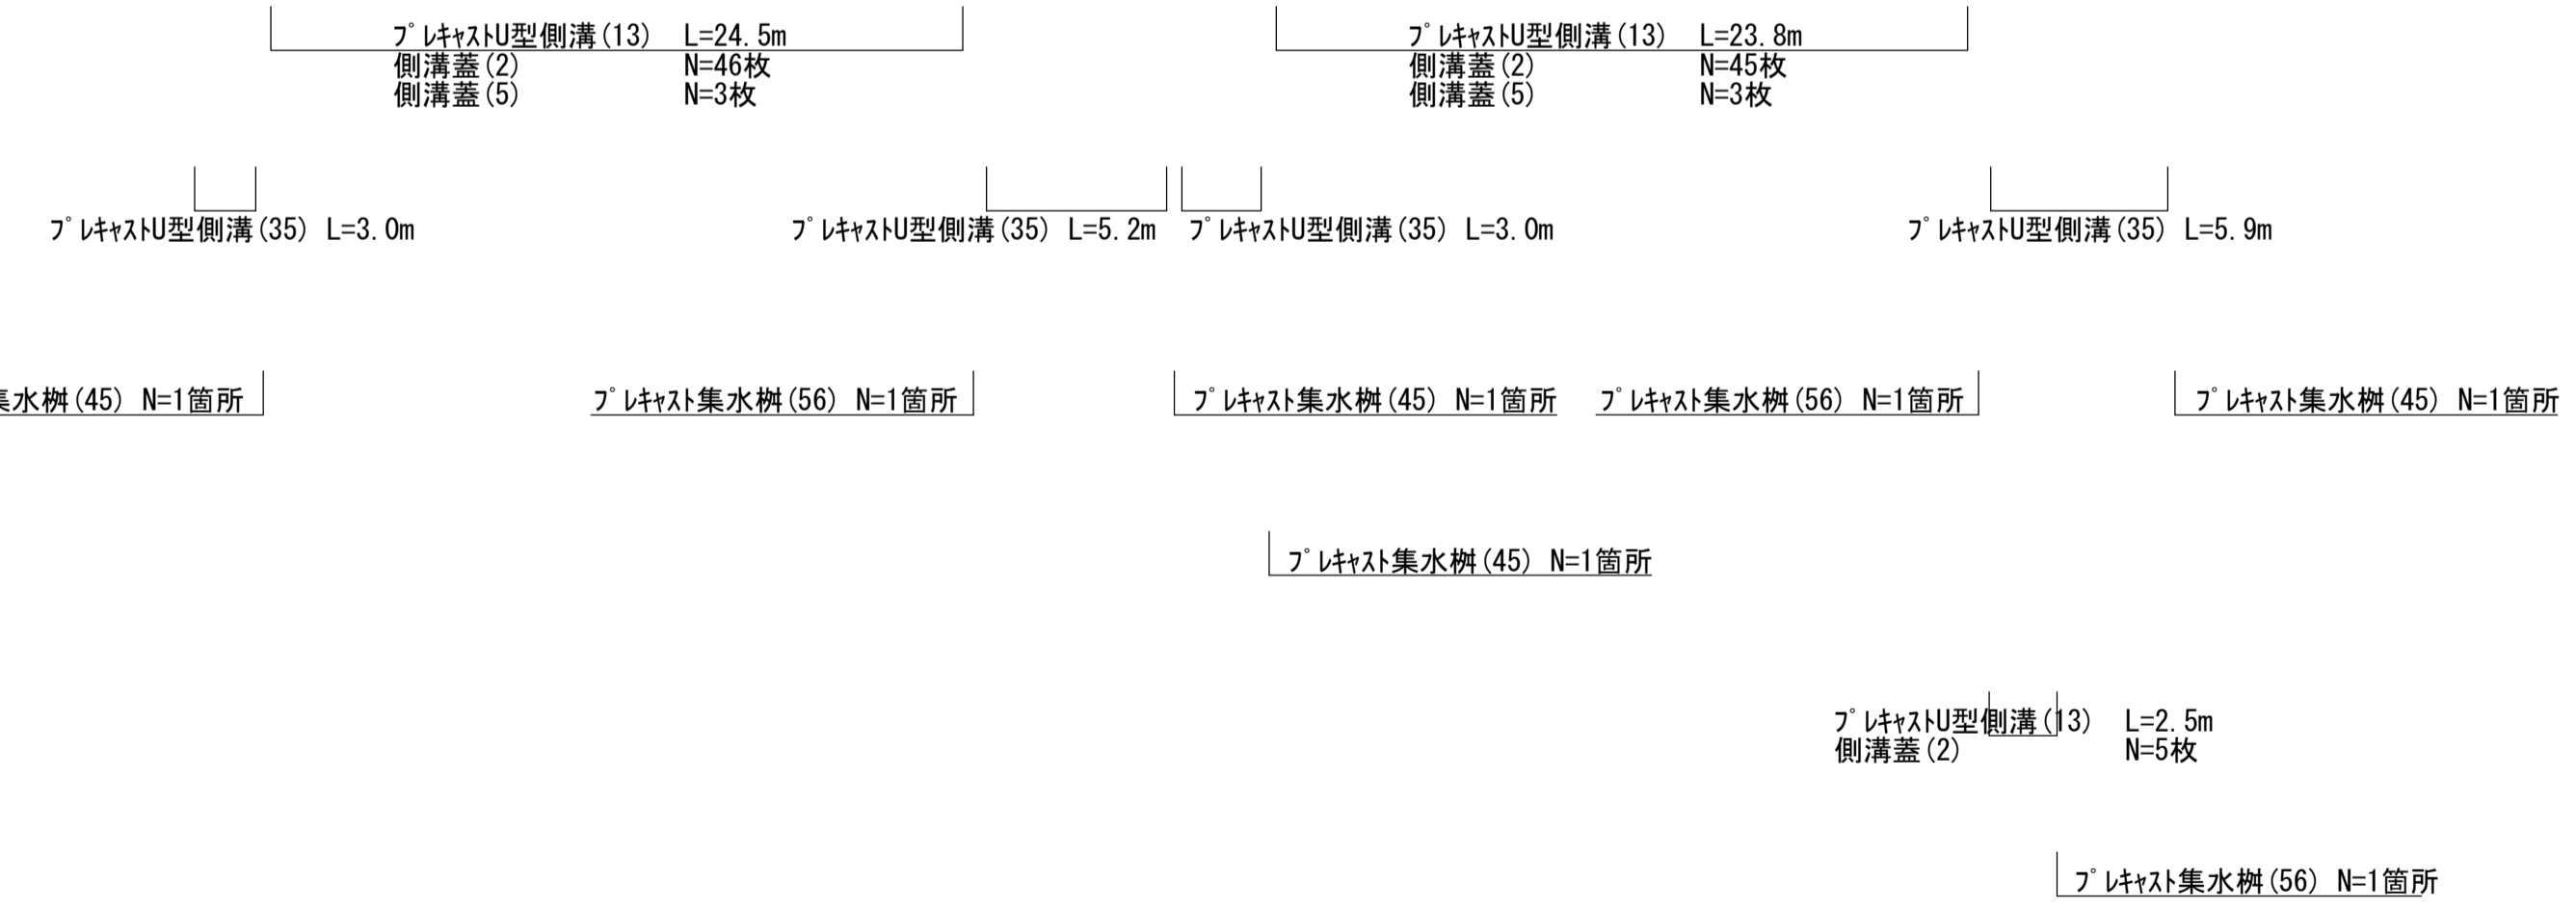 ﾌﾟﾚｷｬｽﾄU型側溝(13) L=24.5m
側溝蓋(2) N=46枚
側溝蓋(5) N=3枚
ﾌﾟﾚｷｬｽﾄU型側溝(13) L=23.8m
側溝蓋(2) N=45枚
側溝蓋(5) N=3枚
ﾌﾟﾚｷｬｽﾄU型側溝(35) L=3.0m
ﾌﾟﾚｷｬｽﾄU型側溝(35) L=5.2m
ﾌﾟﾚｷｬｽﾄU型側溝(35) L=3.0m
ﾌﾟﾚｷｬｽﾄU型側溝(35) L=5.9m
集水桝(45) N=1箇所
ﾌﾟﾚｷｬｽﾄ集水桝(56) N=1箇所
ﾌﾟﾚｷｬｽﾄ集水桝(45) N=1箇所
ﾌﾟﾚｷｬｽﾄ集水桝(56) N=1箇所
ﾌﾟﾚｷｬｽﾄ集水桝(45) N=1箇所
ﾌﾟﾚｷｬｽﾄ集水桝(45) N=1箇所
ﾌﾟﾚｷｬｽﾄU型側溝(13) L=2.5m
側溝蓋(2) N=5枚
ﾌﾟﾚｷｬｽﾄ集水桝(56) N=1箇所